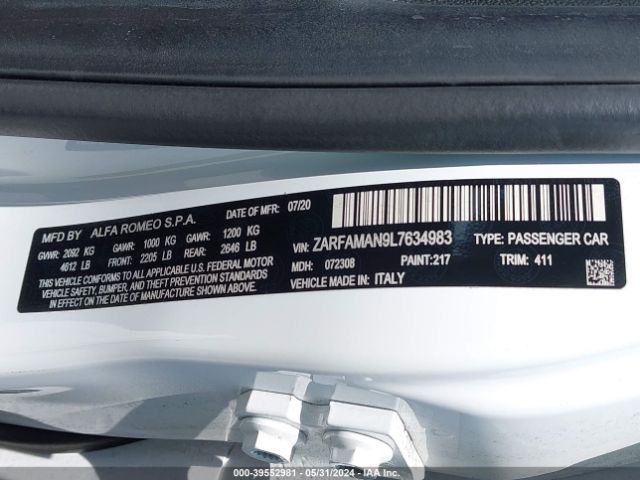 MFD BY ALFA ROMEO S.P.A. DATE OF MFR: 07/20
GVWR: 2092 KG GAWR: 1000 KG GAWR: 1200 KG
4612 LB FRONT: 2205 LB REAR: 2646 LB
THIS VEHICLE CONFORMS TO ALL APPLICABLE U.S. FEDERAL MOTOR
VEHICLE SAFETY, BUMPER, AND THEFT PREVENTION STANDARDS
IN EFFECT ON THE DATE OF MANUFACTURE SHOWN ABOVE.
VIN: ZARFAMAN9L7634983 TYPE: PASSENGER CAR
MDH: 072308 PAINT:217 TRIM: 411
VEHICLE MADE IN: ITALY
000-39552981 - 05/31/2024 - IAA Inc.